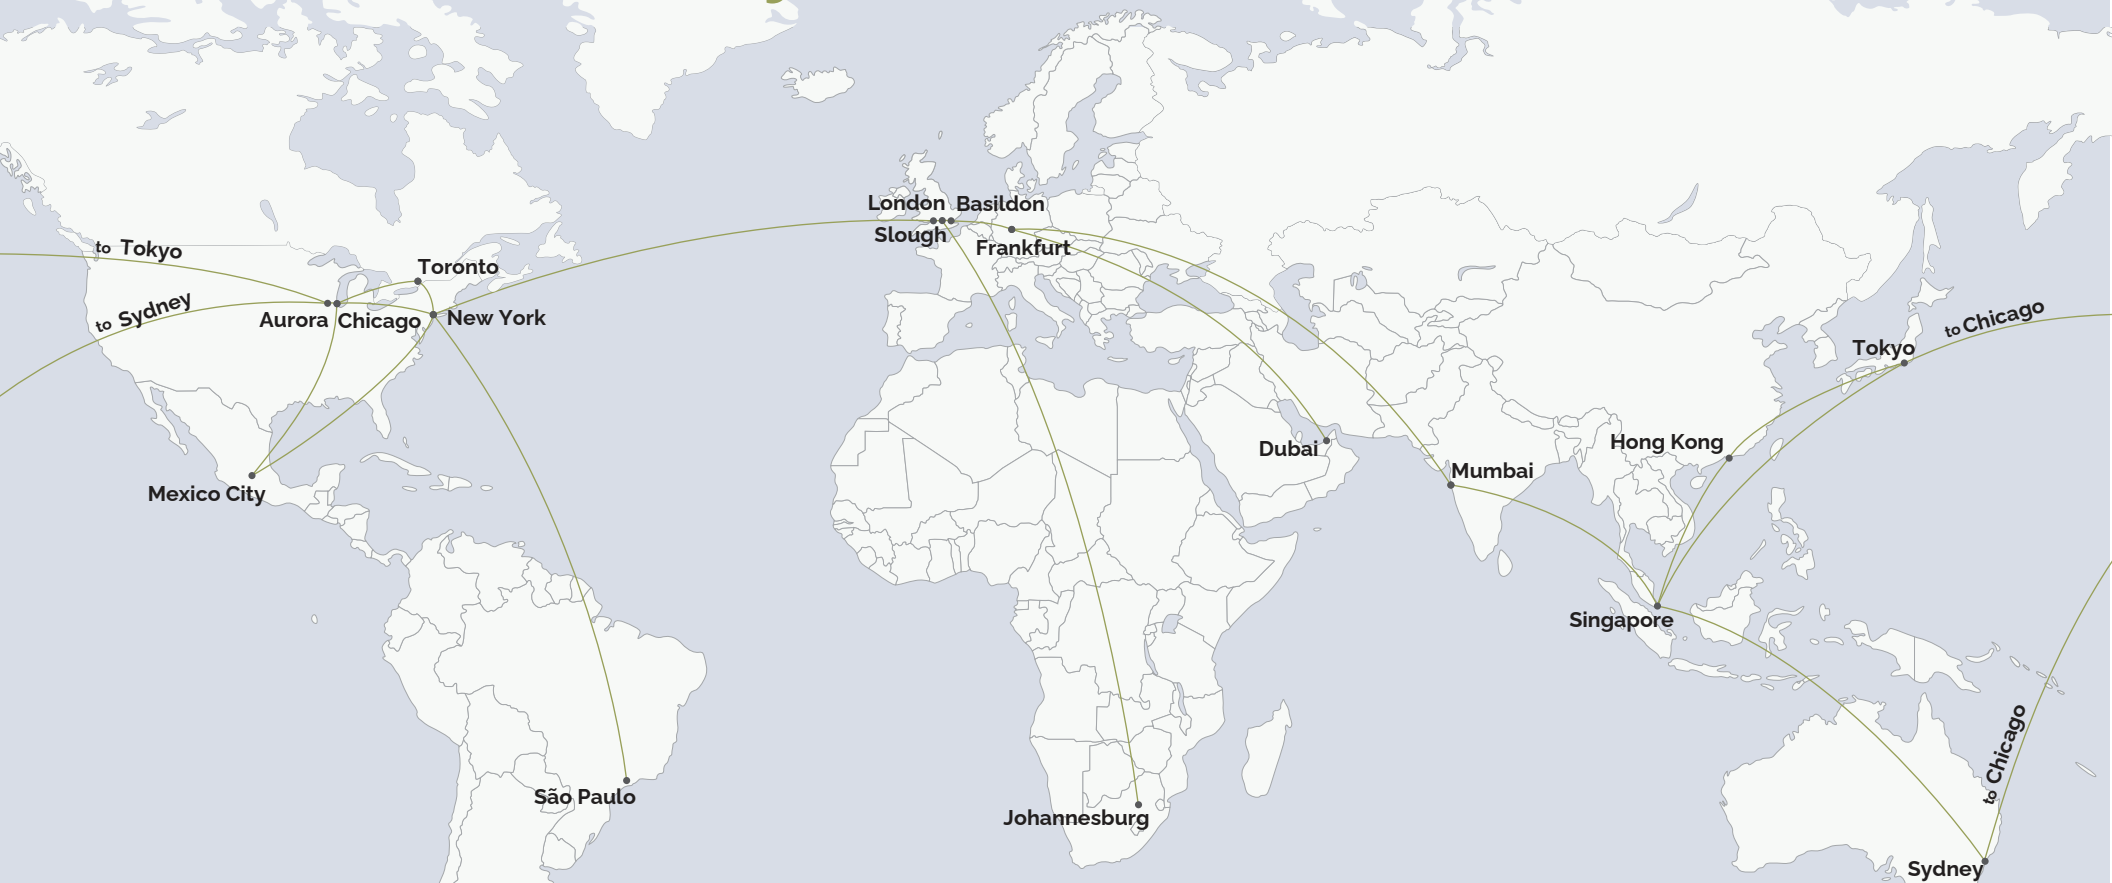 London
Basildon
Slough
Frankfurt
to Tokyo
Toronto
to Sydney
Aurora
Chicago
New York
to Chicago
Tokyo
Hong Kong
Dubai
Mumbai
Mexico City
Singapore
to Chicago
São Paulo
Johannesburg
Sydney